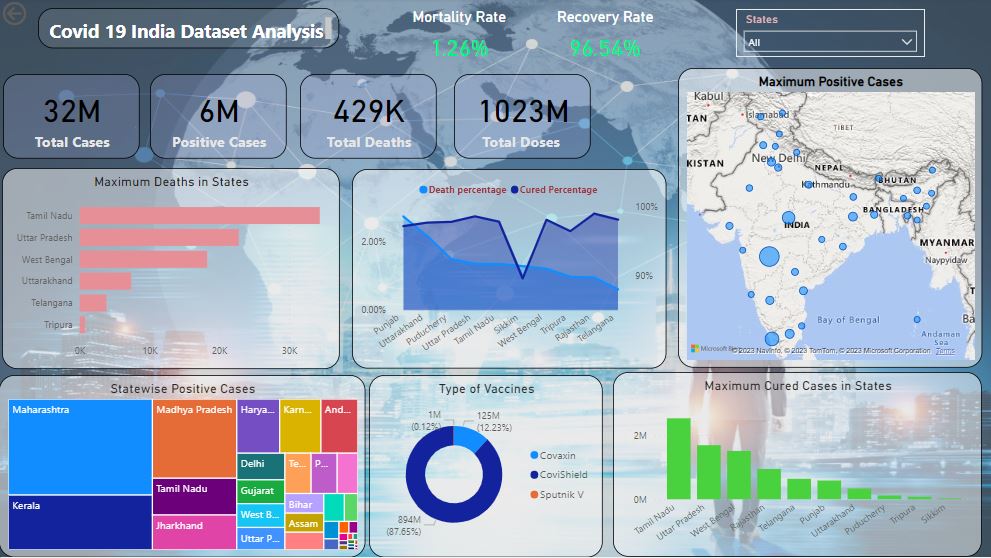 Covid 19 India Dataset Analysis
Mortality Rate
1.26%
Recovery Rate
96.54%
States
All
32M
Total Cases
6M
Positive Cases
429K
Total Deaths
1023M
Total Doses
Maximum Positive Cases
Kabul
Islamabad
TAN
KISTAN
TIBET
New Delhi
NEPAL
Kathmandu
BHUTAN
BANGLADESH
INDIA
MYANMAR
Naypyidaw
Bay of Bengal
Andaman
Sea
Ba
T
© 2023 NavInfo, © 2023 TomTom, © 2023 Microsoft Corporation Terms
Maximum Deaths in States
Tamil Nadu
Uttar Pradesh
West Bengal
Uttarakhand
Telangana
Tripura
0K 10K 20K 30K
Death percentage Cured Percentage
2.00%
0.00%
100%
90%
Punjab
Uttarakhand
Puducherry
Uttar Pradesh
Tamil Nadu
Sikkim
West Bengal
Tripura
Rajasthan
Telangana
Statewise Positive Cases
Maharashtra
Kerala
Madhya Pradesh
Tamil Nadu
Jharkhand
Harya...
Karn...
And...
Delhi
Gujarat
West B...
Uttar P...
Te...
P...
Bihar
Assam
Type of Vaccines
1M
(0.12%)
125M
(12.23%)
894M
(87.65%)
Covaxin
CoviShield
Sputnik V
Maximum Cured Cases in States
2M
0M
Tamil Nadu
Uttar Pradesh
West Bengal
Rajasthan
Telangana
Punjab
Uttarakhand
Puducherry
Tripura
Sikkim